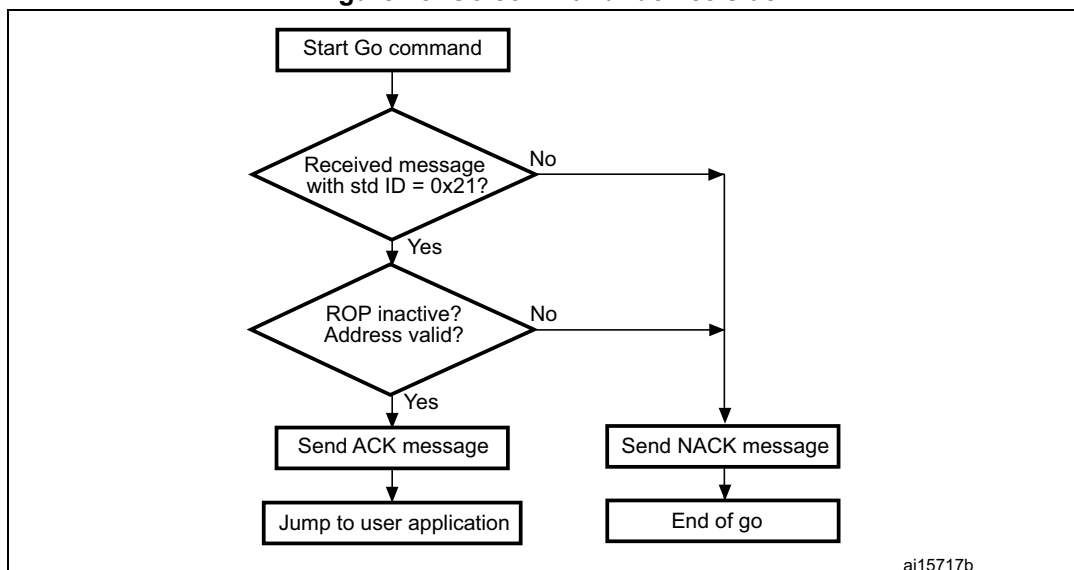 Start Go command
Received message
with std ID = 0x21?
No
Yes
ROP inactive?
Address valid?
No
Yes
Send ACK message
Send NACK message
Jump to user application
End of go
ai15717b